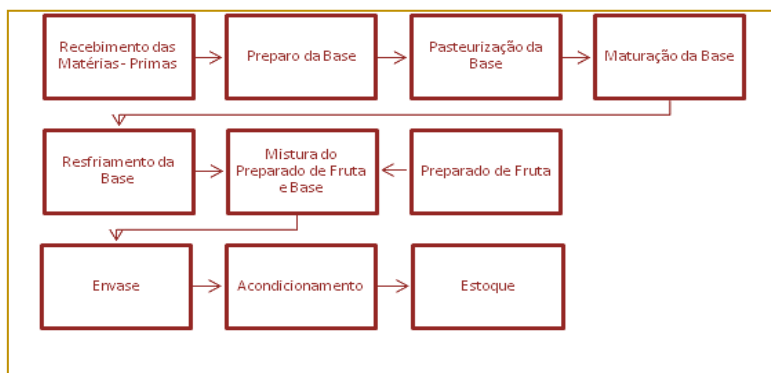 Recebimento das
Matérias - Primas
Preparo da Base
Pasteurização da
Base
Maturação da Base
Resfriamento da
Base
Mistura do
Preparado de Fruta
e Base
Preparado de Fruta
Envase
Acondicionamento
Estoque